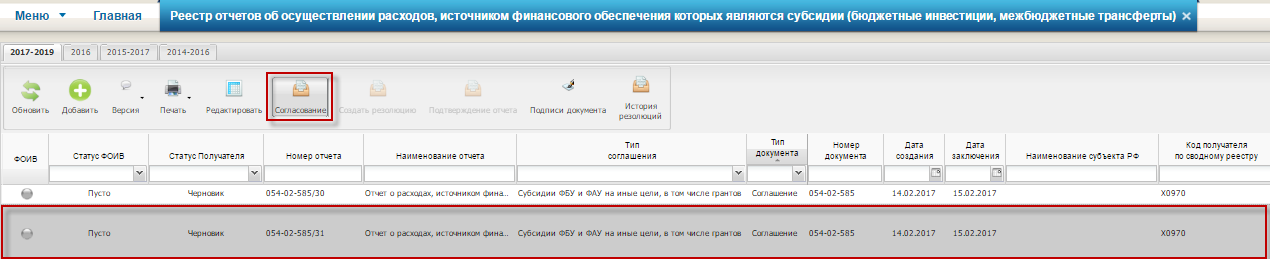 Меню Главная Реестр отчетов об осуществлении расходов, источником финансового обеспечения которых являются субсидии (бюджетные инвестиции, межбюджетные трансферты)
2017-2019 2016 2015-2017 2014-2016
Обновить Добавить Версия Печать Редактировать Согласование Создать резолюцию Подтверждение отчета Подписи документа История
резолюций
ФОИВ Статус ФОИВ Статус Получателя Номер отчета Наименование отчета Тип
соглашения Тип
документа Номер
документа Дата
создания Дата
заключения Наименование субъекта РФ Код получателя
по сводному реестру
Пусто Черновик 054-02-585/30 Отчет о расходах, источником фина... Субсидии ФБУ и ФАУ на иные цели, в том числе грантов Соглашение 054-02-585 14.02.2017 15.02.2017 X0970
Пусто Черновик 054-02-585/31 Отчет о расходах, источником фина... Субсидии ФБУ и ФАУ на иные цели, в том числе грантов Соглашение 054-02-585 14.02.2017 15.02.2017 X0970